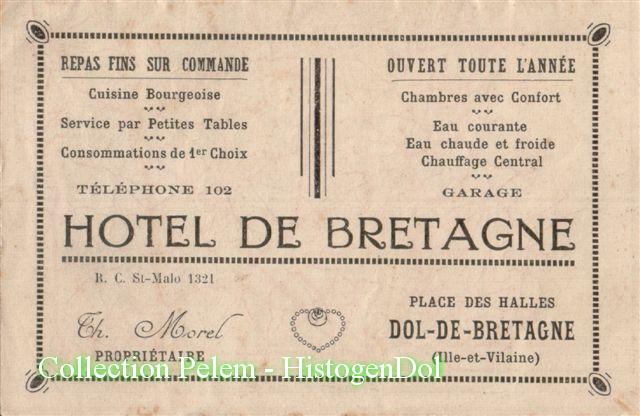 REPAS FINS SUR COMMANDE
Cuisine Bourgeoise
Service par Petites Tables
Consommations de 1er Choix
TÉLÉPHONE 102
OUVERT TOUTE L'ANNÉE
Chambres avec Confort
Eau courante
Eau chaude et froide
Chauffage Central
GARAGE
HOTEL DE BRETAGNE
R. C. St-Malo 1321
Th. Morel
PROPRIÉTAIRE
PLACE DES HALLES
DOL-DE-BRETAGNE
(Ille-et-Vilaine)
Collection Pelem - HistogenDol